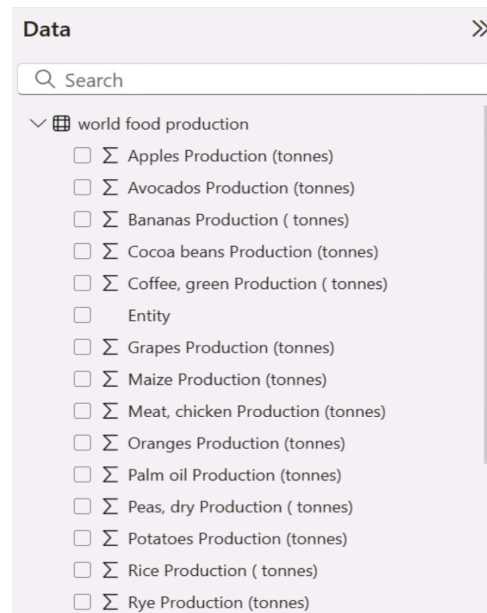 Data
Search
world food production
Apples Production (tonnes)
Avocados Production (tonnes)
Bananas Production ( tonnes)
Cocoa beans Production (tonnes)
Coffee, green Production ( tonnes)
Entity
Grapes Production (tonnes)
Maize Production (tonnes)
Meat, chicken Production (tonnes)
Oranges Production (tonnes)
Palm oil Production (tonnes)
Peas, dry Production ( tonnes)
Potatoes Production (tonnes)
Rice Production ( tonnes)
Rye Production (tonnes)